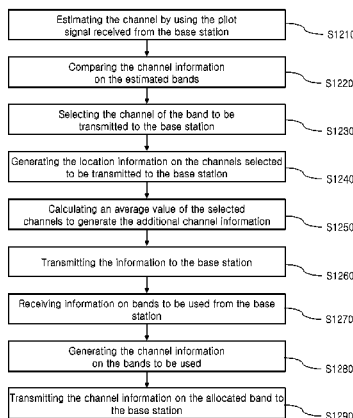 Estimating the channel by using the pilot
signal received from the base station
S1210
Comparing the channel information
on the estimated bands
S1220
Selecting the channel of the band to be
transmitted to the base station
S1230
Generating the location information on the channels selected
to be transmitted to the base station
S1240
Calculating an average value of the selected
channels to generate the additional channel information
S1250
Transmitting the information to the base station
S1260
Receiving information on bands to be used from the base
station
S1270
Generating the channel information
on the bands to be used
S1280
Transmitting the channel information on the allocated band to
the base station
S1290